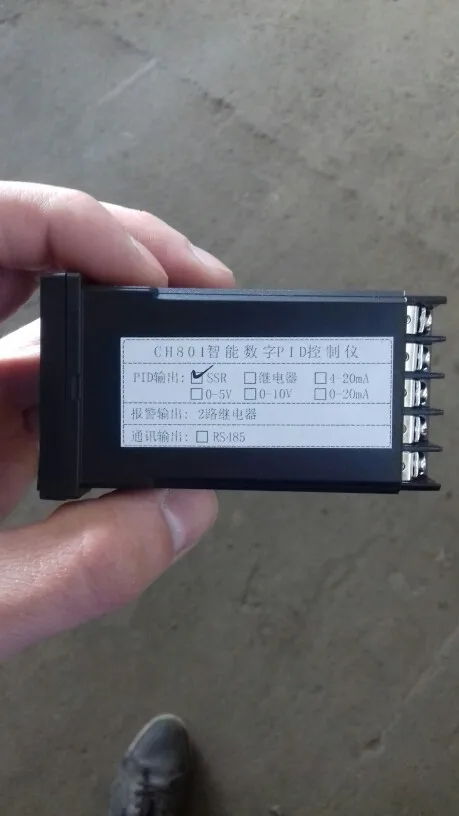 CH801智能数字PID控制仪
PID输出: ☑SSR □继电器 □4-20mA
□0-5V □0-10V □0-20mA
报警输出: 2路继电器
通讯输出: □ RS485